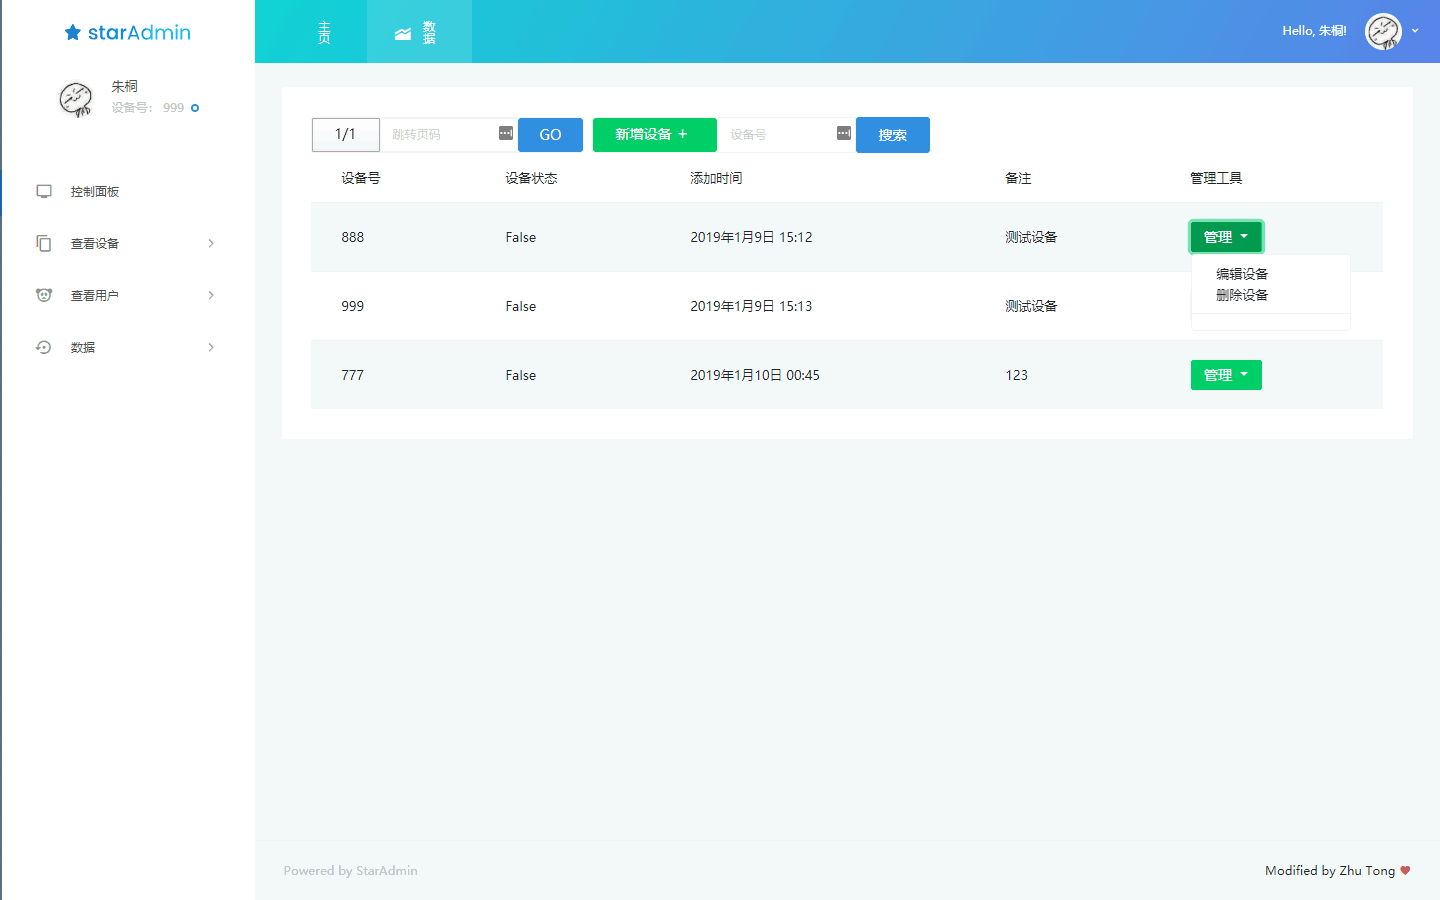 starAdmin
主页
数据
Hello, 朱桐!
朱桐
设备号： 999
控制面板
查看设备
查看用户
数据
1/1 跳转页码 GO 新增设备 + 设备号 搜索
设备号 设备状态 添加时间 备注 管理工具
888 False 2019年1月9日 15:12 测试设备 管理
编辑设备
删除设备
999 False 2019年1月9日 15:13 测试设备
777 False 2019年1月10日 00:45 123 管理
Powered by StarAdmin
Modified by Zhu Tong